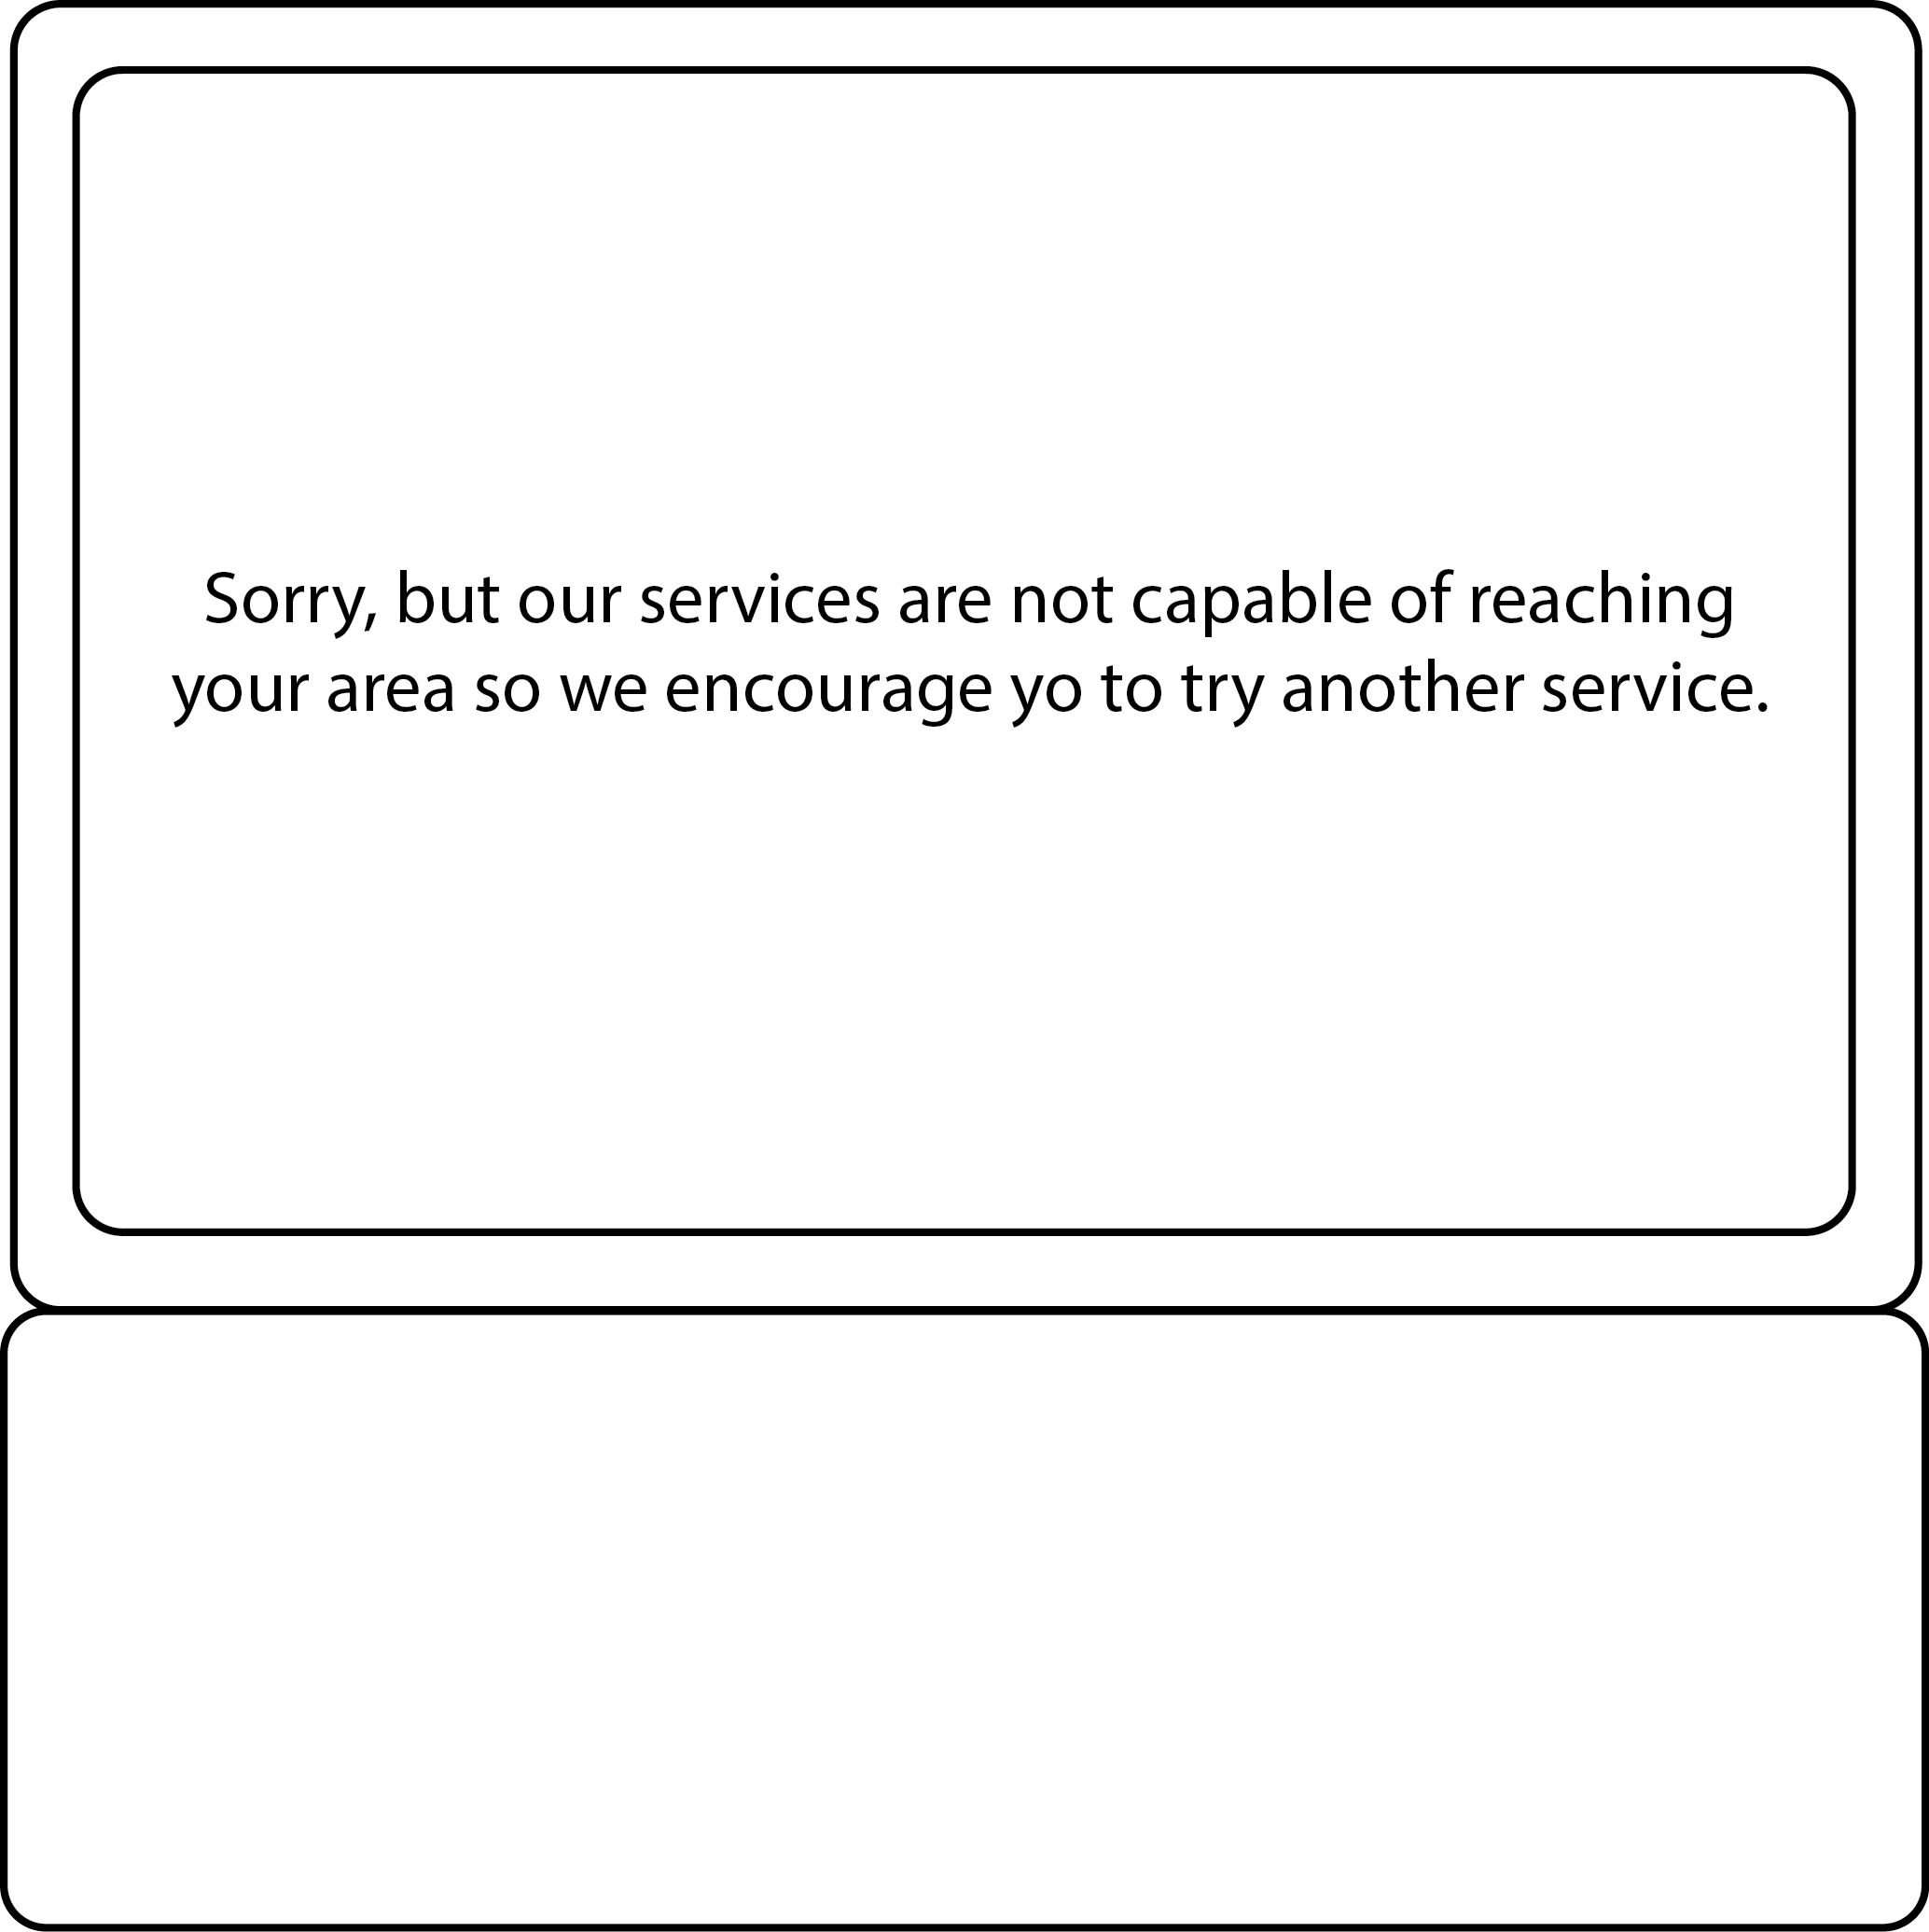 Sorry, but our services are not capable of reaching
your area so we encourage yo to try another service.